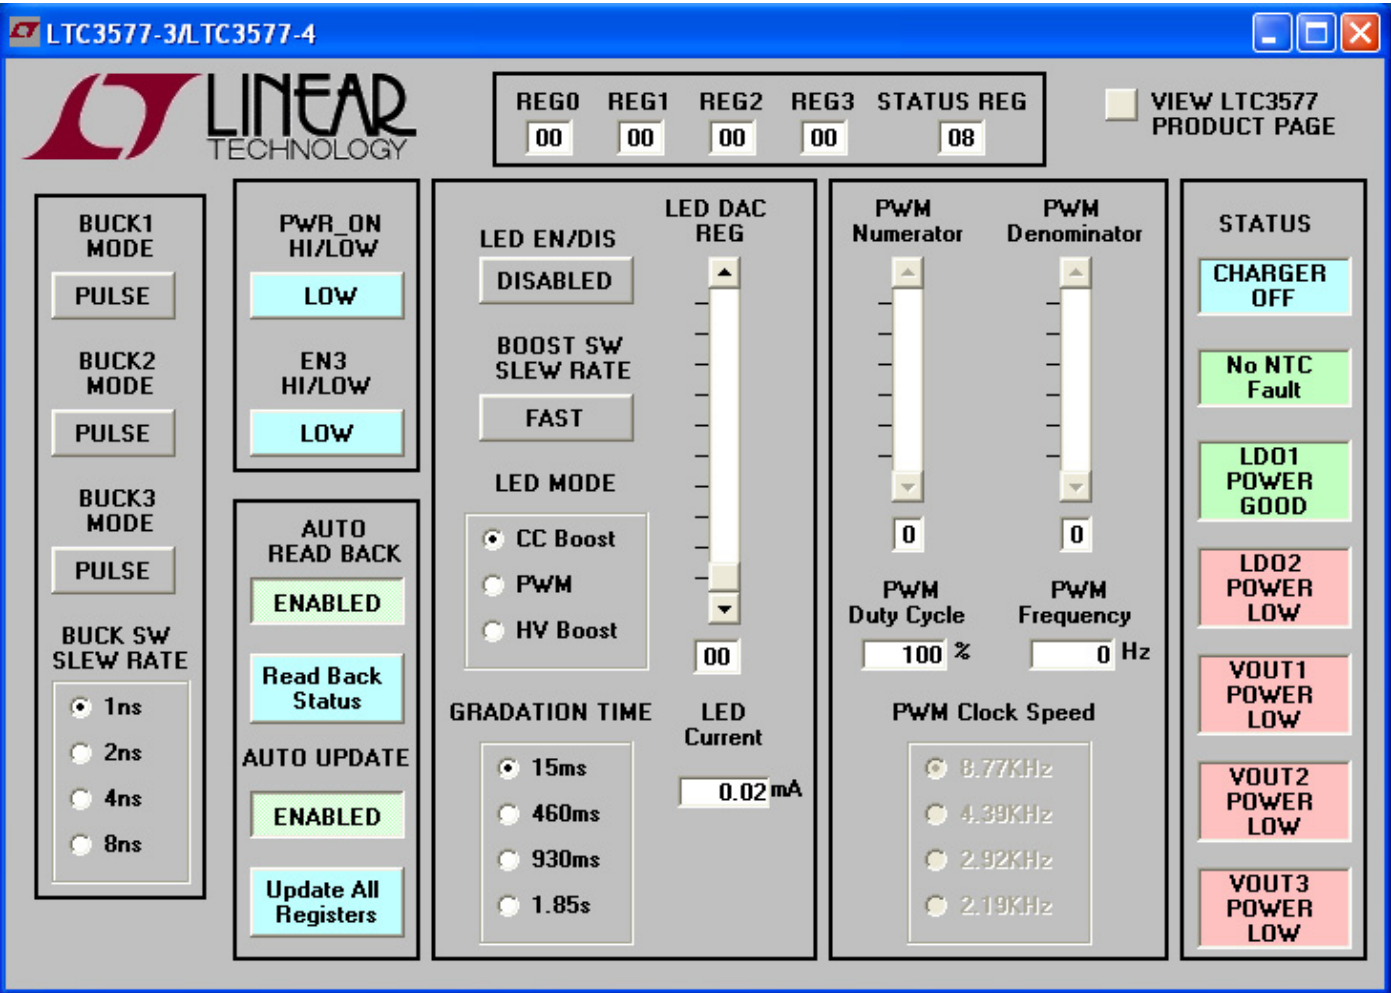 LTC3577-3/LTC3577-4
LINEAR
TECHNOLOGY
REG0 REG1 REG2 REG3 STATUS REG
00 00 00 00 08
VIEW LTC3577
PRODUCT PAGE
BUCK1
MODE
PULSE
BUCK2
MODE
PULSE
BUCK3
MODE
PULSE
BUCK SW
SLEW RATE
1ns
2ns
4ns
8ns
PWR_ON
HI/LOW
LOW
EN3
HI/LOW
LOW
AUTO
READ BACK
ENABLED
Read Back
Status
AUTO UPDATE
ENABLED
Update All
Registers
LED EN/DIS
DISABLED
BOOST SW
SLEW RATE
FAST
LED MODE
CC Boost
PWM
HV Boost
GRADATION TIME
15ms
460ms
930ms
1.85s
LED DAC
REG
00
LED
Current
0.02 mA
PWM
Numerator
0
PWM
Denominator
0
PWM
Duty Cycle
100 %
PWM
Frequency
0 Hz
PWM Clock Speed
8.77KHz
4.39KHz
2.92KHz
2.19KHz
STATUS
CHARGER
OFF
No NTC
Fault
LDO1
POWER
GOOD
LDO2
POWER
LOW
VOUT1
POWER
LOW
VOUT2
POWER
LOW
VOUT3
POWER
LOW